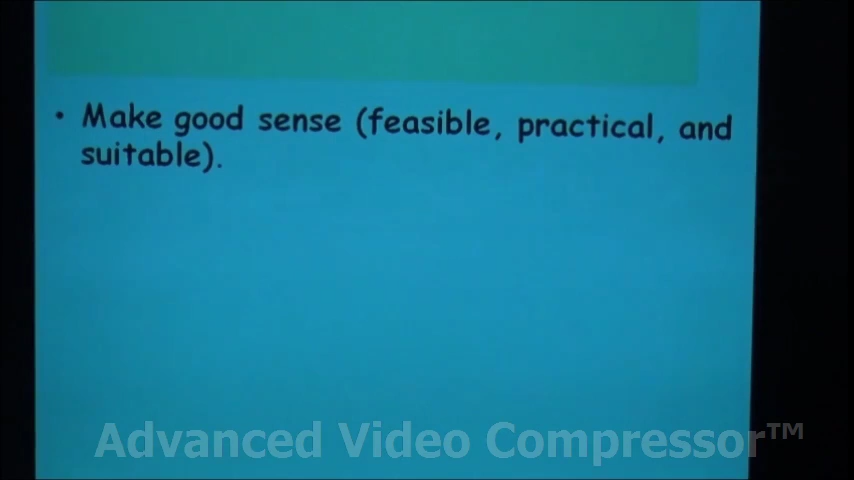 • Make good sense (feasible, practical, and
suitable).
Advanced Video Compressor™